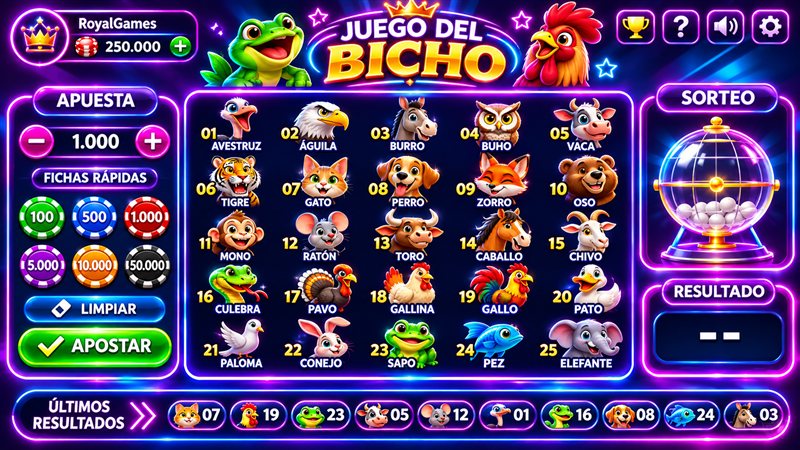 RoyalGames
250.000 +
JUEGO DEL
BICHO
?
APUESTA
− 1.000 +
FICHAS RÁPIDAS
100 500 1.000
5.000 10.000 50.000
LIMPIAR
APOSTAR
01 AVESTRUZ
02 ÁGUILA
03 BURRO
04 BUHO
05 VACA
06 TIGRE
07 GATO
08 PERRO
09 ZORRO
10 OSO
11 MONO
12 RATÓN
13 TORO
14 CABALLO
15 CHIVO
16 CULEBRA
17 PAVO
18 GALLINA
19 GALLO
20 PATO
21 PALOMA
22 CONEJO
23 SAPO
24 PEZ
25 ELEFANTE
SORTEO
RESULTADO
--
ÚLTIMOS
RESULTADOS
07 19 23 05 12 01 16 08 24 03